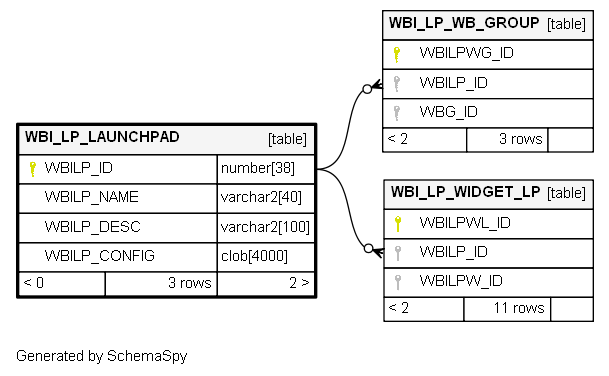 WBI_LP_WB_GROUP [table]
WBILPWG_ID
WBILP_ID
WBG_ID
< 2 3 rows
WBI_LP_LAUNCHPAD [table]
WBILP_ID number[38]
WBILP_NAME varchar2[40]
WBILP_DESC varchar2[100]
WBILP_CONFIG clob[4000]
< 0 3 rows 2 >
WBI_LP_WIDGET_LP [table]
WBILPWL_ID
WBILP_ID
WBILPW_ID
< 2 11 rows
Generated by SchemaSpy